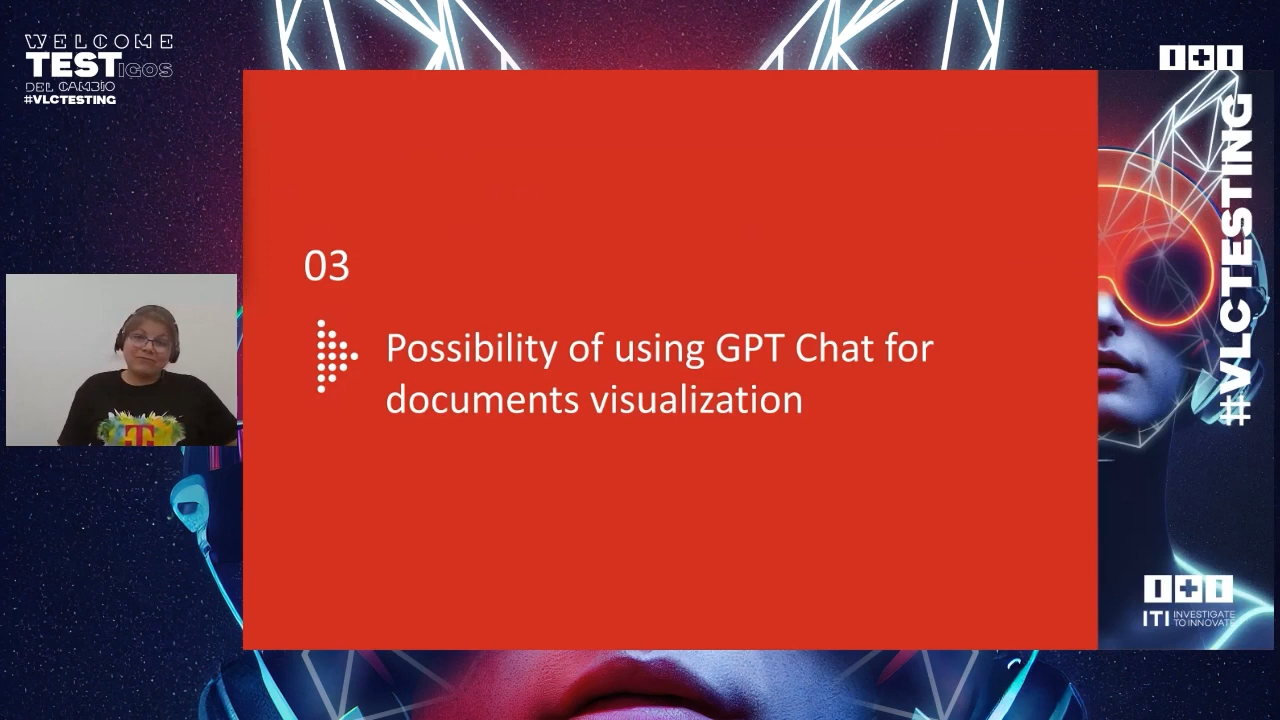 WELCOME
TESTIGOS
DEL CAMBIO
#VLCTESTING
03
Possibility of using GPT Chat for
documents visualization
T
I+I
#VLCTESTING
I+I
ITI INVESTIGATE
TO INNOVATE